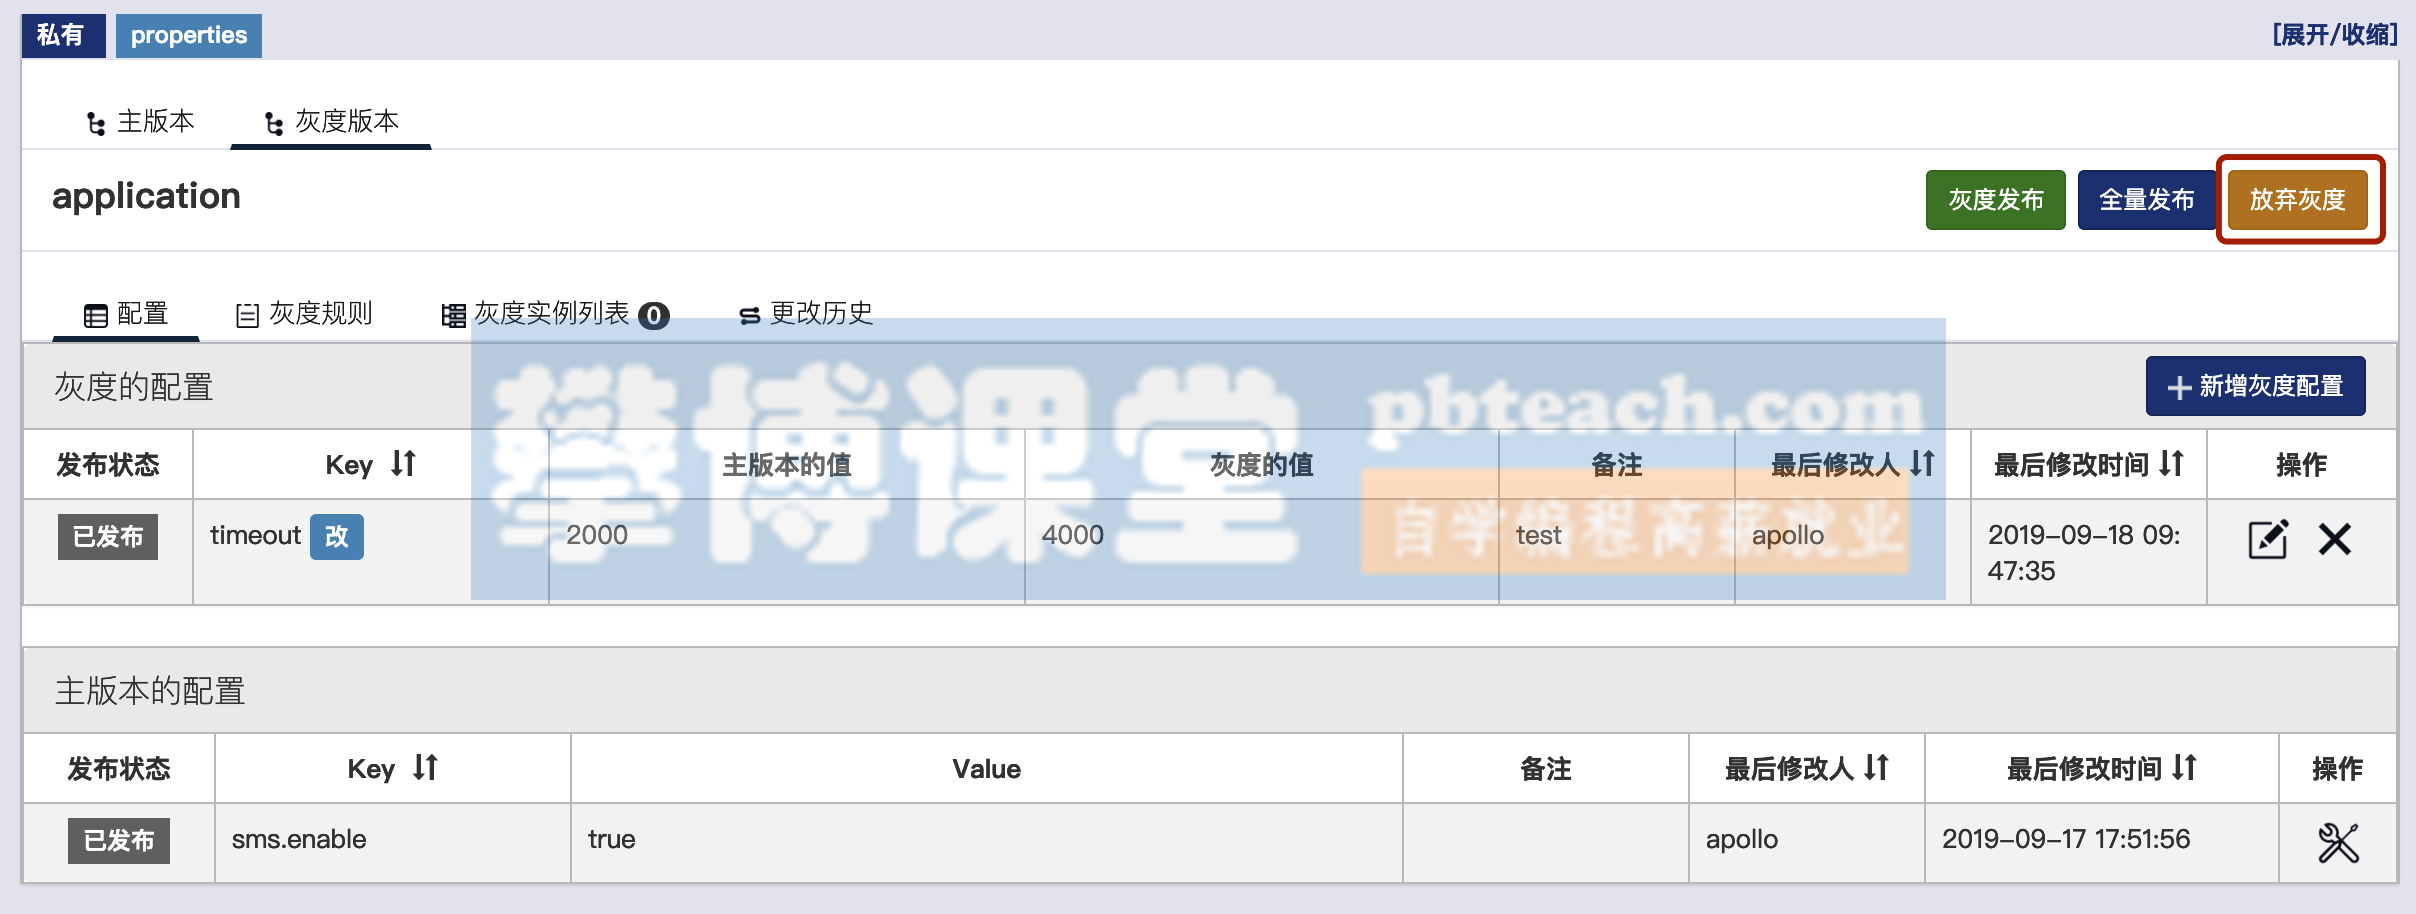 私有 properties [展开/收缩]
主版本 灰度版本
application 灰度发布 全量发布 放弃灰度
配置 灰度规则 灰度实例列表 0 更改历史
灰度的配置 新增灰度配置
攀博课堂 pbteach.com
自学编程高薪就业
发布状态 Key 主版本的值 灰度的值 备注 最后修改人 最后修改时间 操作
已发布 timeout 改 2000 4000 test apollo 2019-09-18 09:
47:35
主版本的配置
发布状态 Key Value 备注 最后修改人 最后修改时间 操作
已发布 sms.enable true apollo 2019-09-17 17:51:56